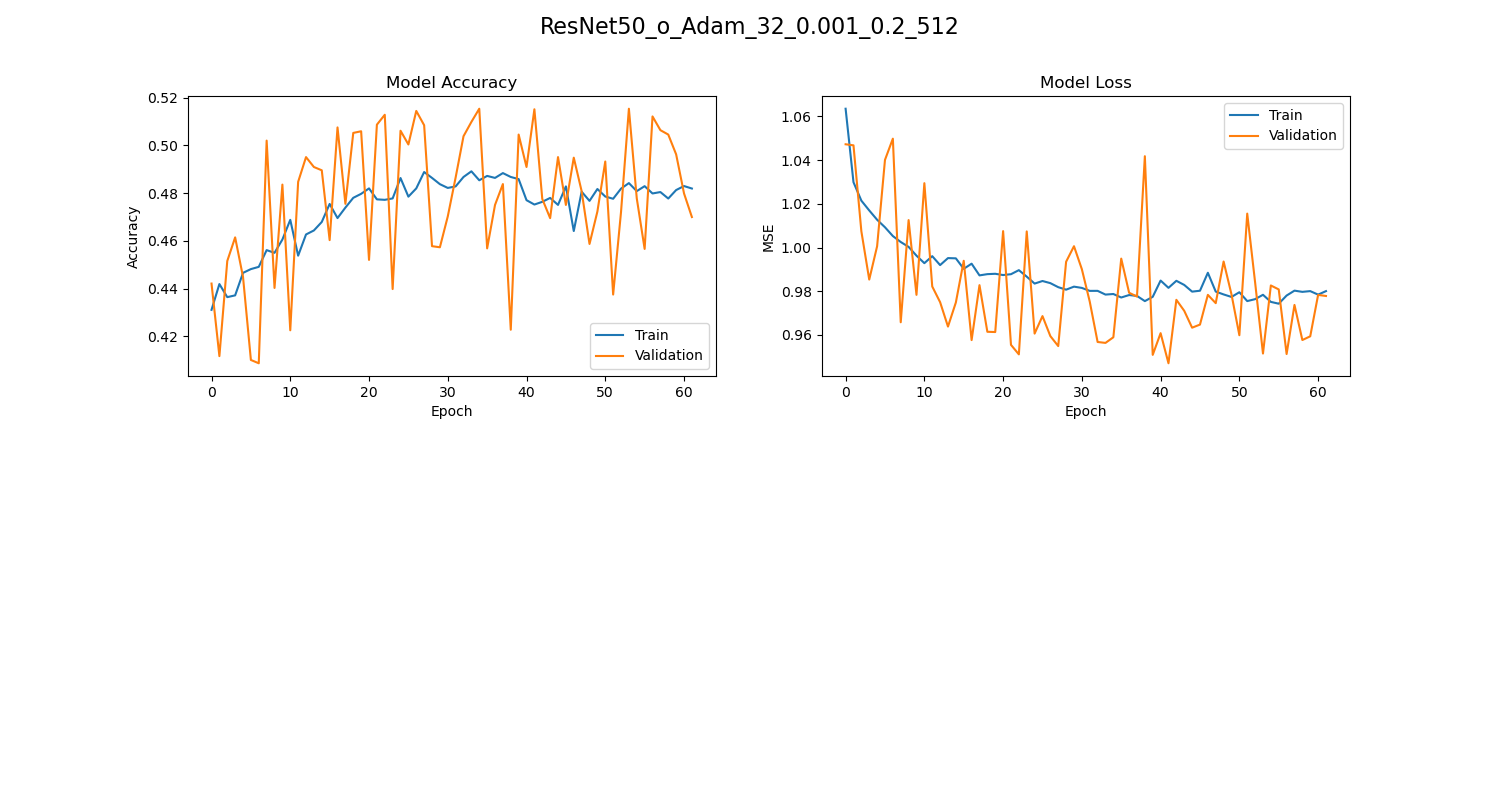 ResNet50_o_Adam_32_0.001_0.2_512
Model Accuracy
0.52
0.50
0.48
0.46
0.44
0.42
Accuracy
0 10 20 30 40 50 60
Epoch
Train
Validation
Model Loss
1.06
1.04
1.02
1.00
0.98
0.96
MSE
0 10 20 30 40 50 60
Epoch
Train
Validation